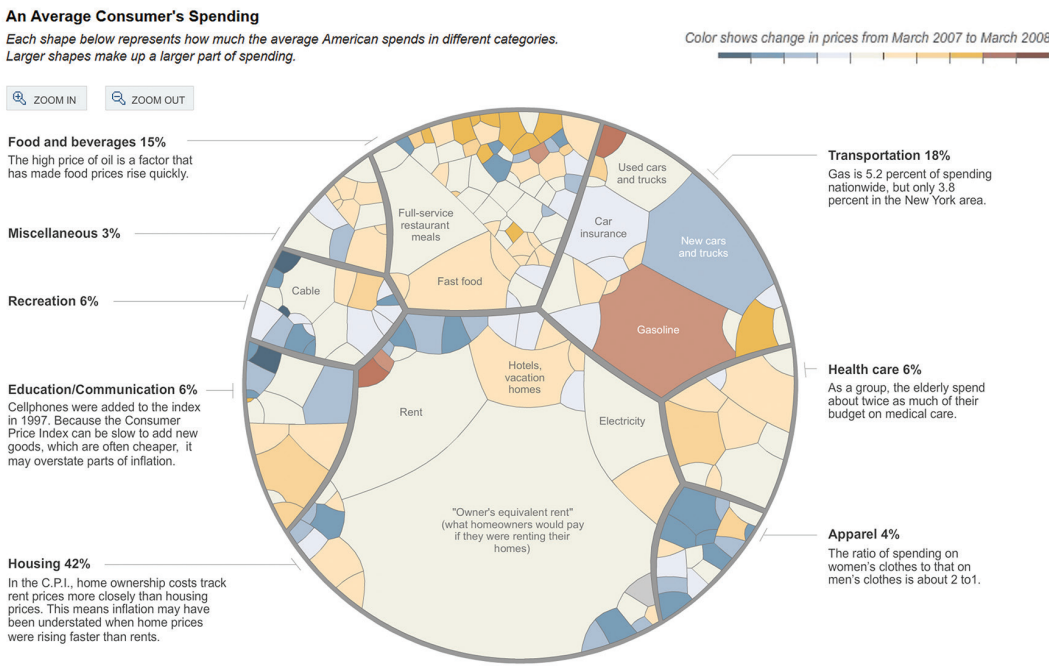 An Average Consumer's Spending
Each shape below represents how much the average American spends in different categories.
Larger shapes make up a larger part of spending.
Color shows change in prices from March 2007 to March 2008
ZOOM IN
ZOOM OUT
Food and beverages 15%
The high price of oil is a factor that
has made food prices rise quickly.
Miscellaneous 3%
Recreation 6%
Education/Communication 6%
Cellphones were added to the index
in 1997. Because the Consumer
Price Index can be slow to add new
goods, which are often cheaper, it
may overstate parts of inflation.
Housing 42%
In the C.P.I., home ownership costs track
rent prices more closely than housing
prices. This means inflation may have
been understated when home prices
were rising faster than rents.
Used cars
and trucks
Full-service
restaurant
meals
Car
insurance
New cars
and trucks
Fast food
Cable
Gasoline
Hotels,
vacation
homes
Rent
Electricity
"Owner's equivalent rent"
(what homeowners would pay
if they were renting their
homes)
Transportation 18%
Gas is 5.2 percent of spending
nationwide, but only 3.8
percent in the New York area.
Health care 6%
As a group, the elderly spend
about twice as much of their
budget on medical care.
Apparel 4%
The ratio of spending on
women's clothes to that on
men's clothes is about 2 to1.